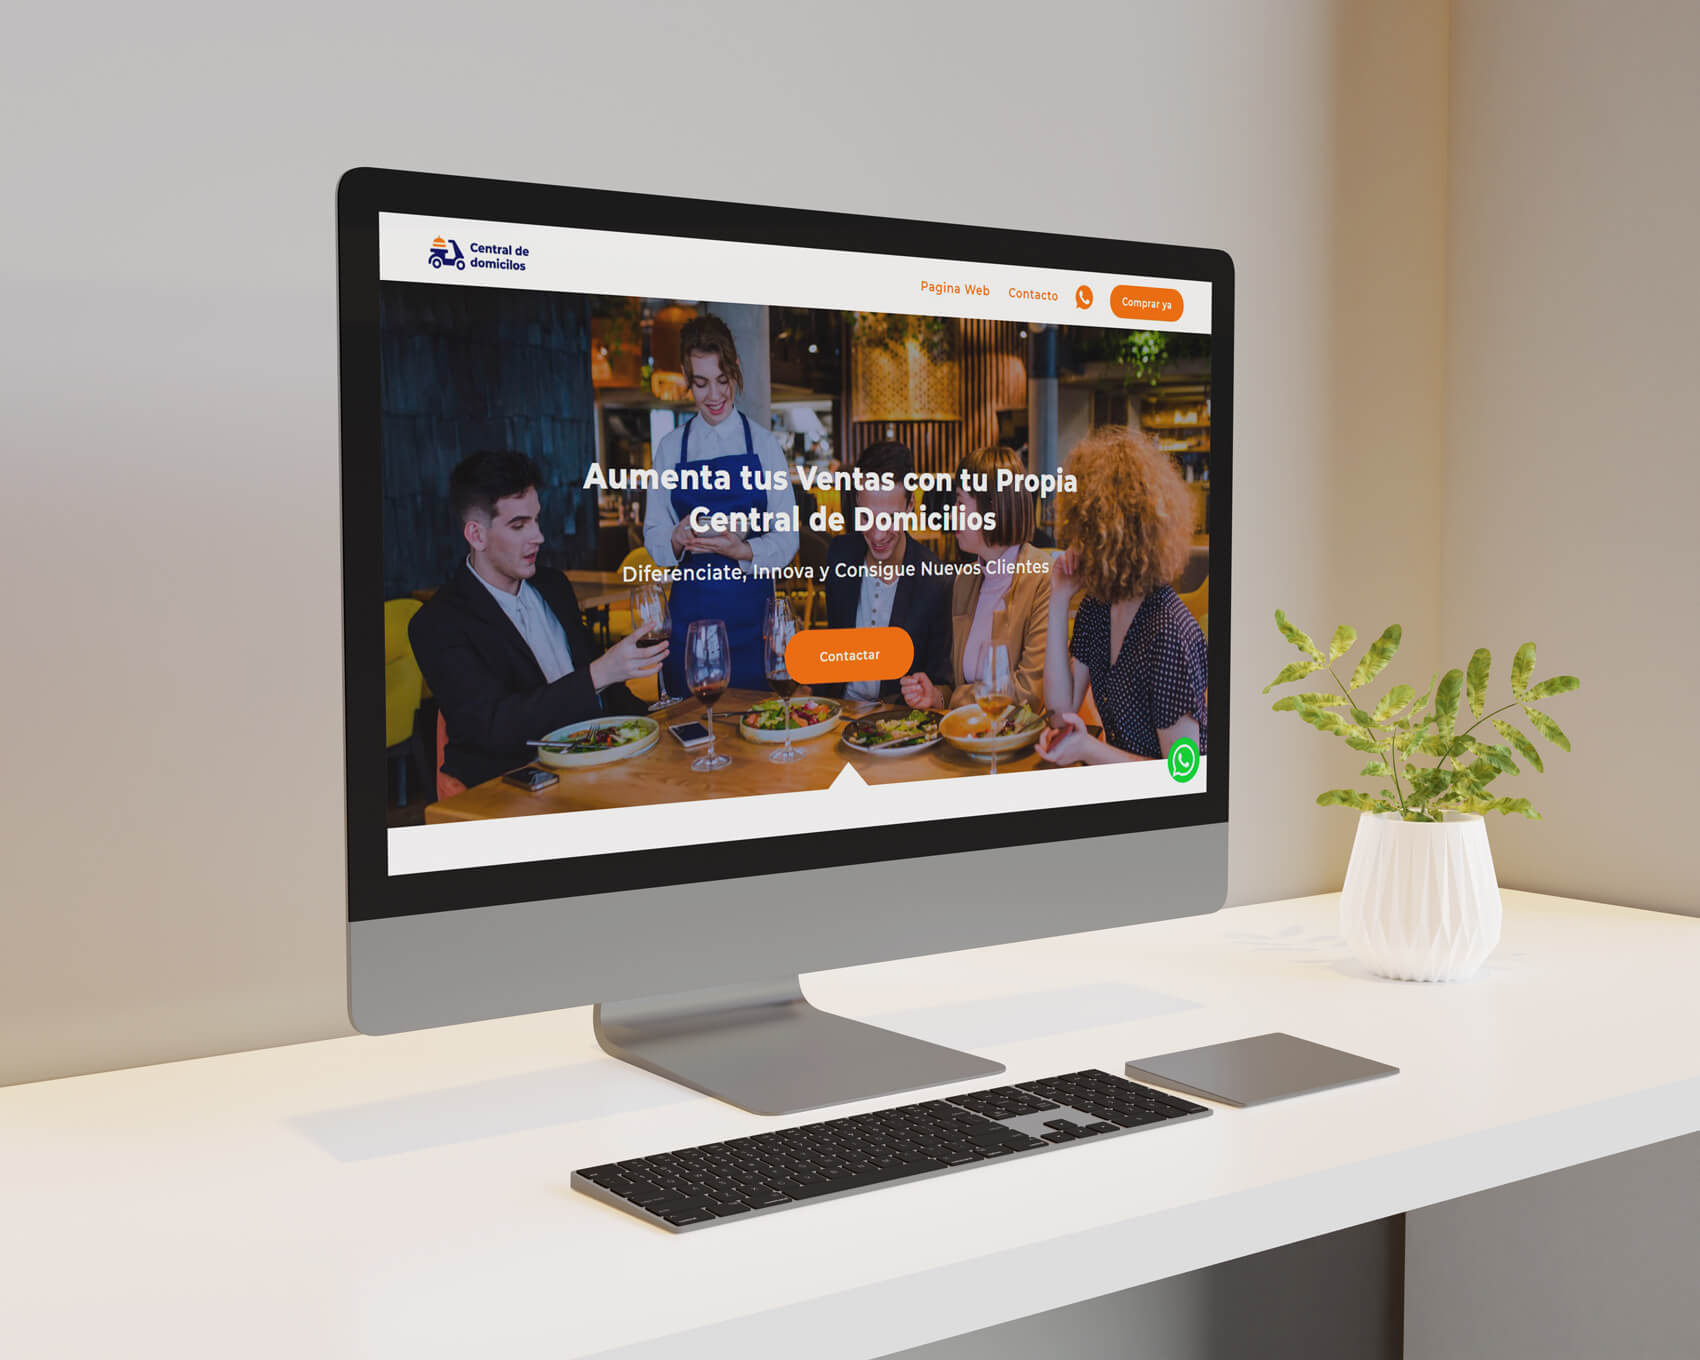 Central de
domicilos
Pagina Web
Contacto
Comprar ya
Aumenta tus Ventas con tu Propia
Central de Domicilios
Diferenciate, Innova y Consigue Nuevos Clientes
Contactar